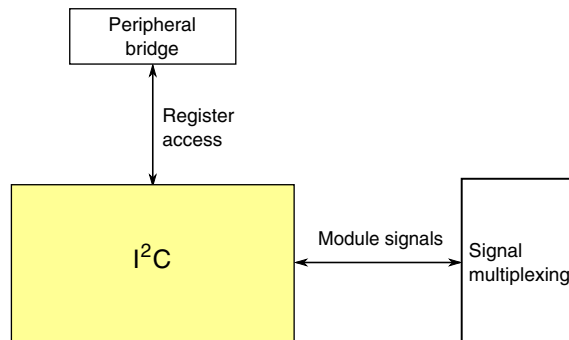 Peripheral
bridge
Register
access
I²C
Module signals
Signal
multiplexing